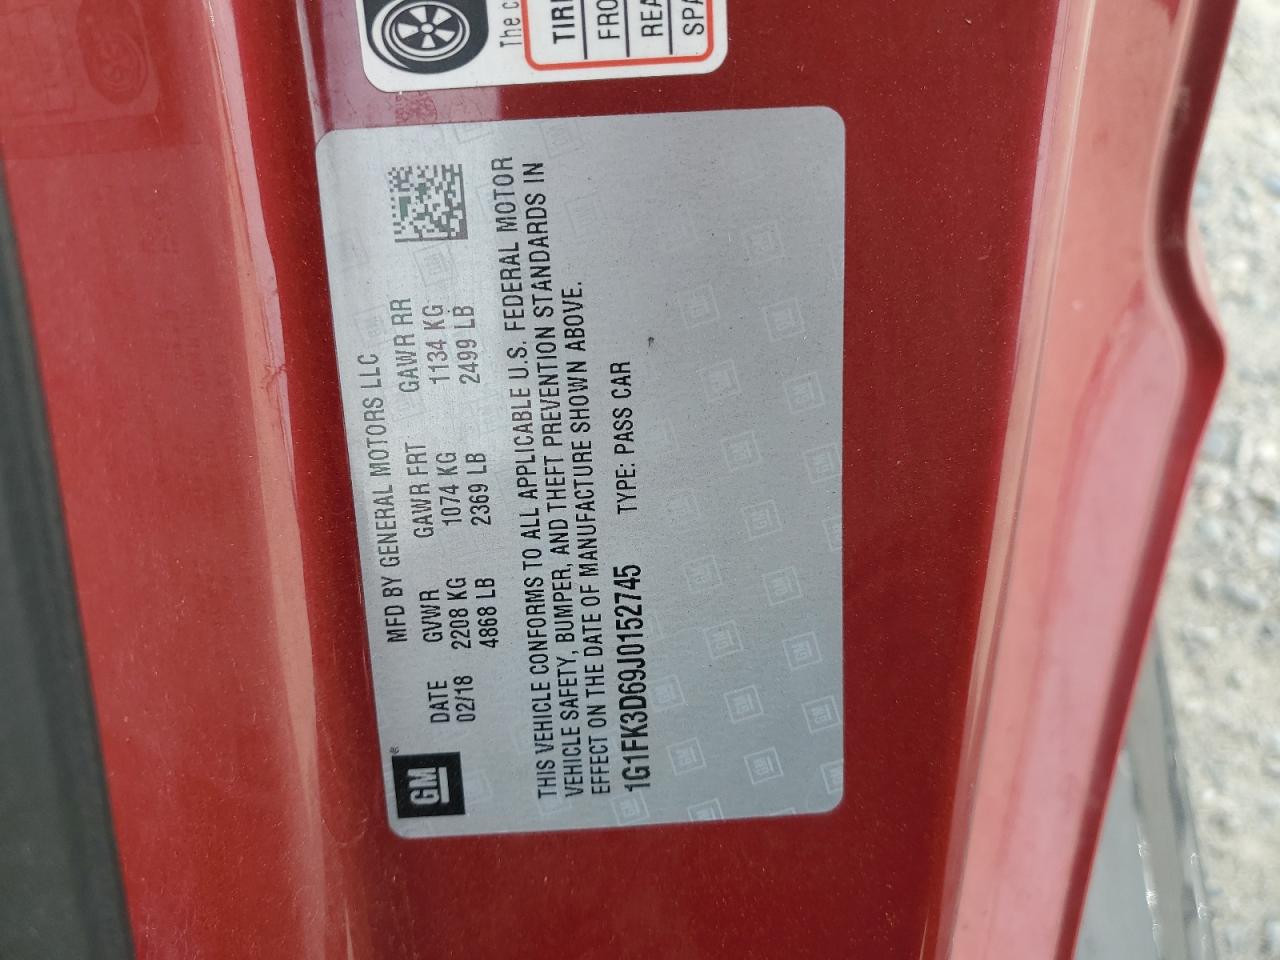 The c
TIR
FRO
REA
SPA
MFD BY GENERAL MOTORS LLC
DATE GVWR GAWR FRT GAWR RR
02/18 2208 KG 1074 KG 1134 KG
4868 LB 2369 LB 2499 LB
GM®
THIS VEHICLE CONFORMS TO ALL APPLICABLE U.S. FEDERAL MOTOR
VEHICLE SAFETY, BUMPER, AND THEFT PREVENTION STANDARDS IN
EFFECT ON THE DATE OF MANUFACTURE SHOWN ABOVE.
1G1FK3D69J0152745 TYPE: PASS CAR